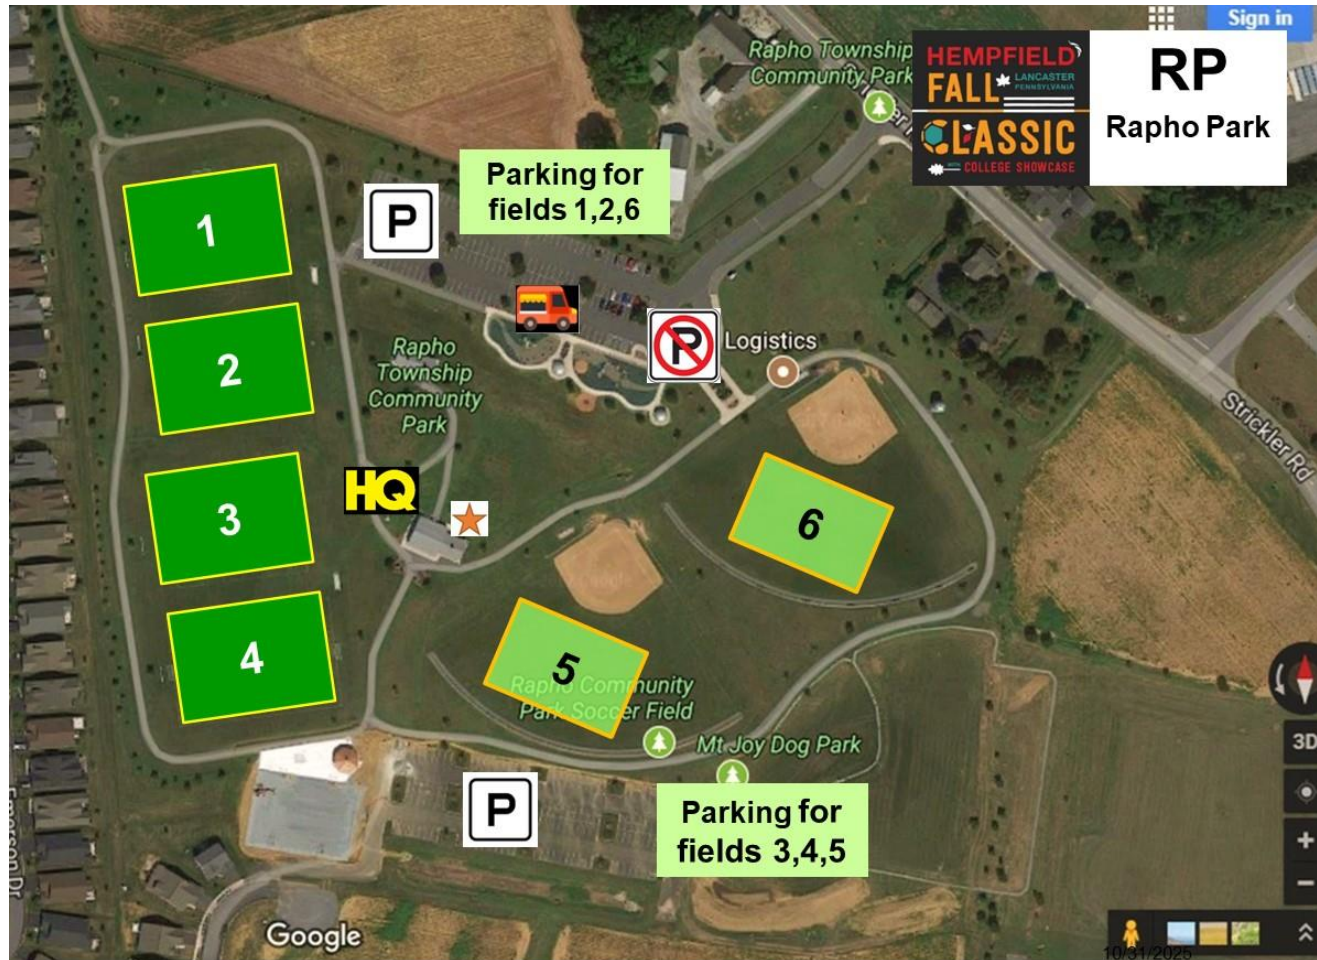 Sign in
Rapho Township
Community Park
HEMPFIELD
FALL
LANCASTER
PENNSYLVANIA
CLASSIC
WITH COLLEGE SHOWCASE
RP
Rapho Park
Parking for
fields 1,2,6
P
1
2
3
4
Rapho
Township
Community
Park
P
Logistics
Strickler Rd
HQ
6
5
Rapho Community
Park Soccer Field
Mt Joy Dog Park
P
Parking for
fields 3,4,5
3D
Google
10/31/2025